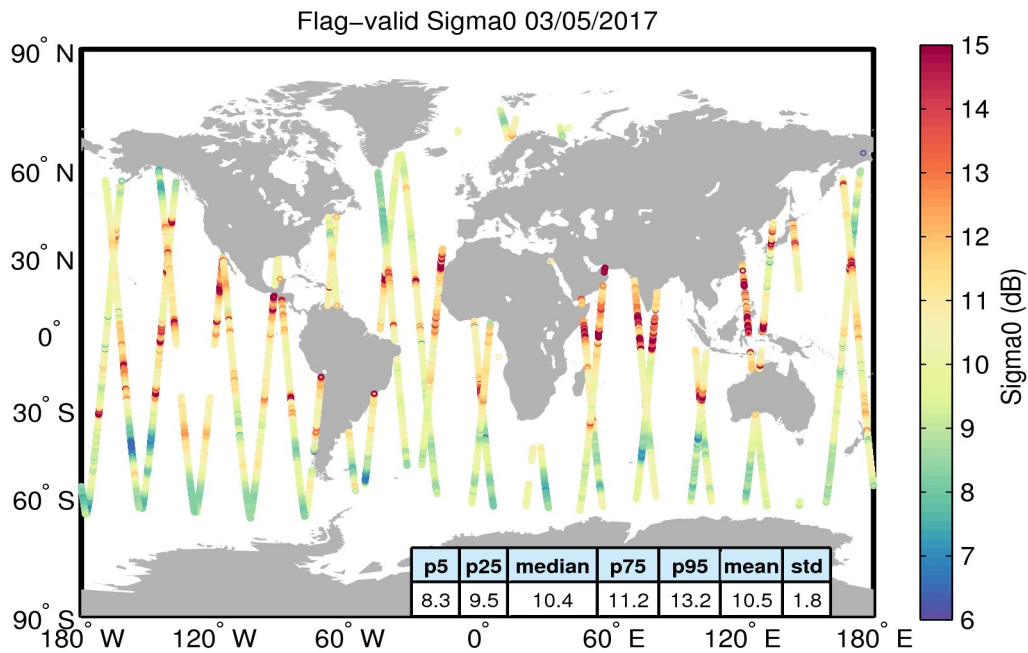 Flag−valid Sigma0 03/05/2017
90° N
60° N
30° N
0°
30° S
60° S
90° S
180° W
120° W
60° W
0°
60° E
120° E
180° E
p5 p25 median p75 p95 mean std
8.3 9.5 10.4 11.2 13.2 10.5 1.8
15
14
13
12
11
10
9
8
7
6
Sigma0 (dB)